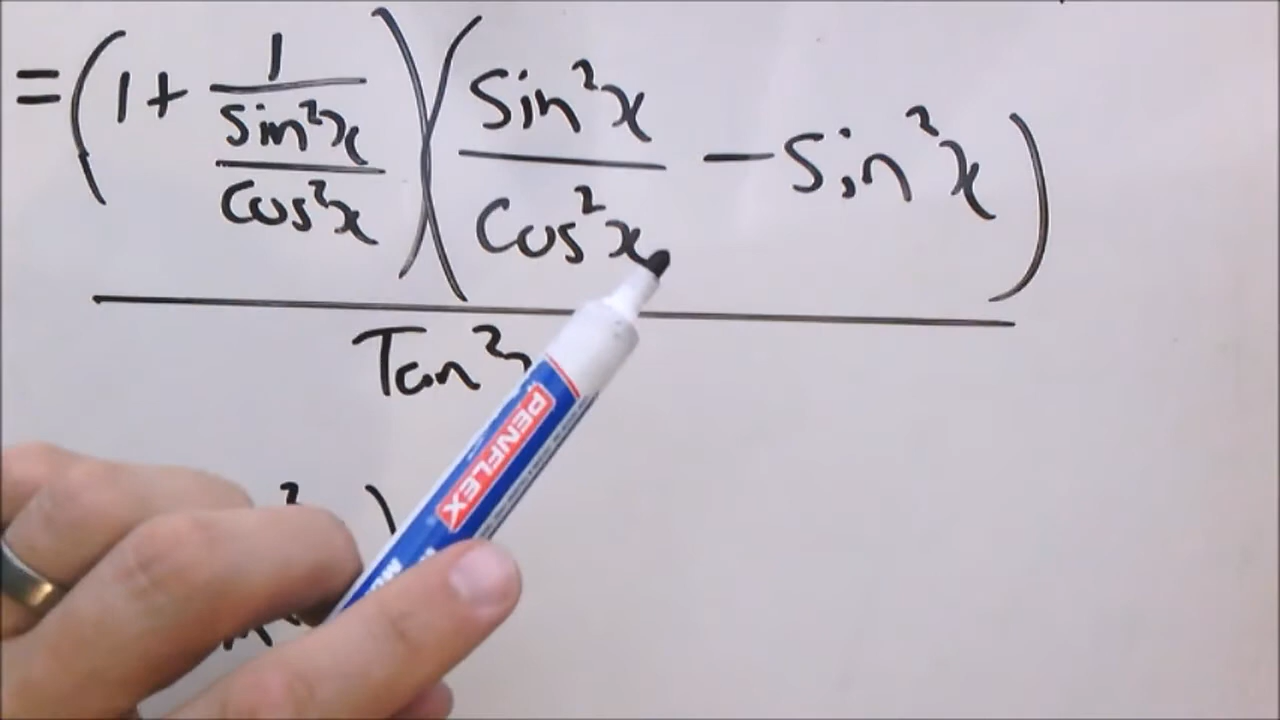 = (1 + 1/(Sin²x/Cos²x)) (Sin²x/Cos²x − Sin²x)
Tan²
PENFLEX